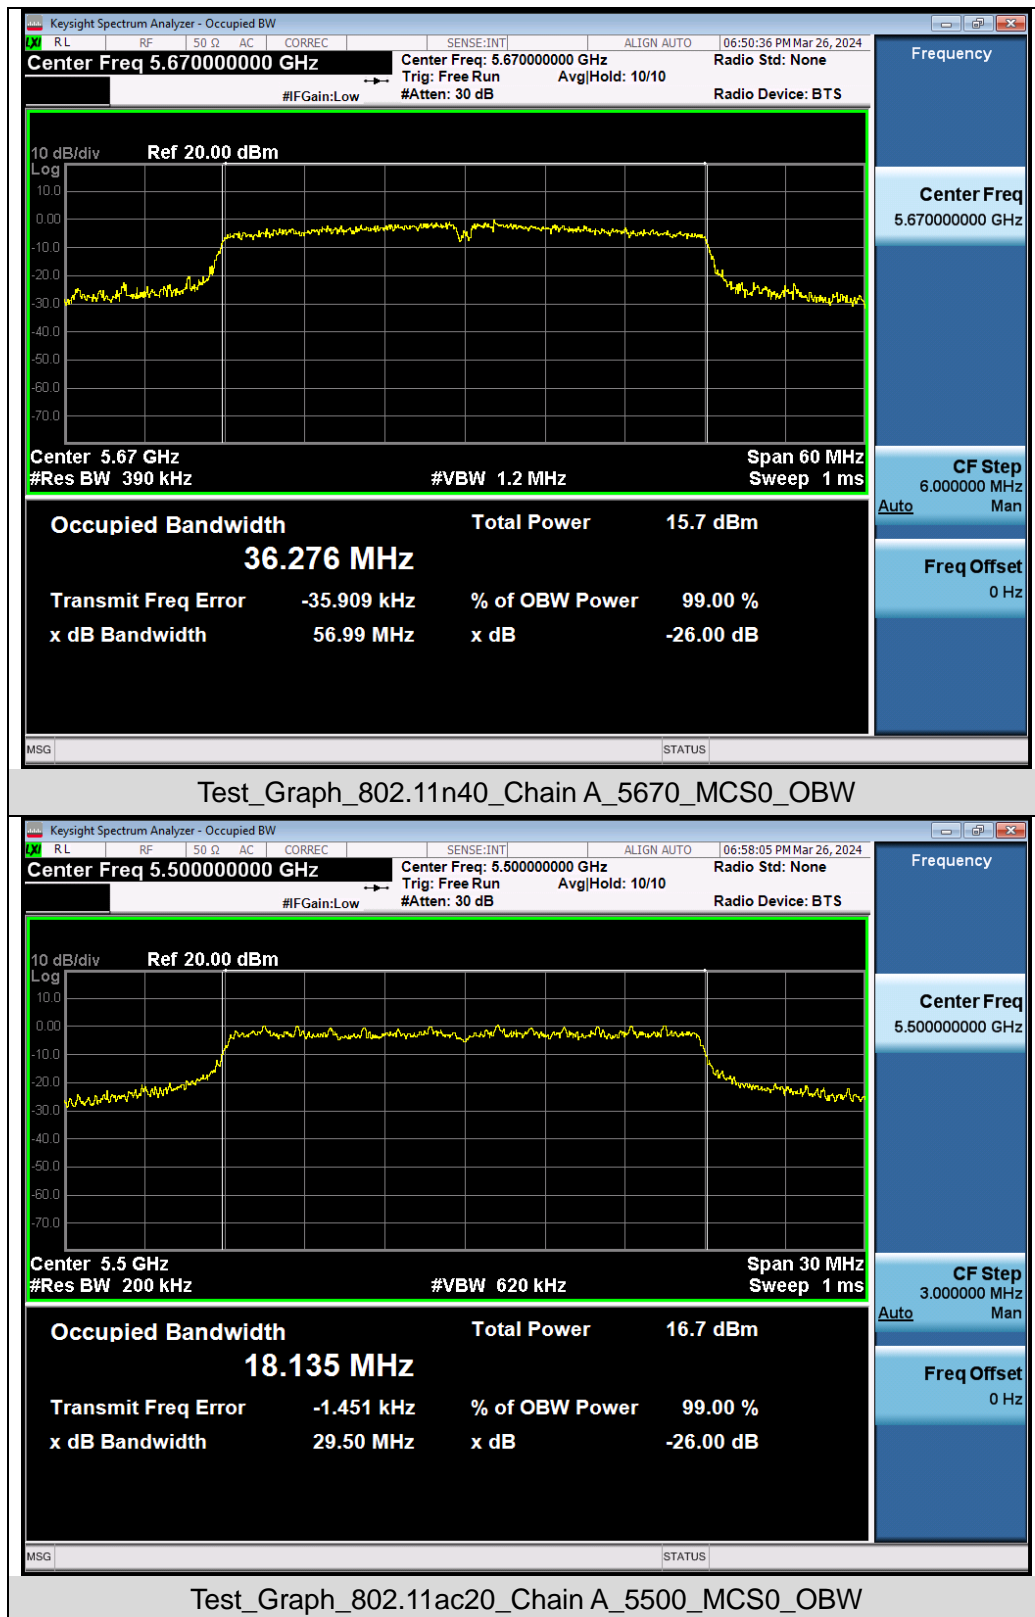 Keysight Spectrum Analyzer - Occupied BW
LXI RL RF 50 Ω AC CORREC SENSE:INT ALIGN AUTO 06:50:36 PM Mar 26, 2024
Center Freq 5.670000000 GHz
Center Freq: 5.670000000 GHz Radio Std: None
Trig: Free Run Avg|Hold: 10/10
#IFGain:Low #Atten: 30 dB Radio Device: BTS
10 dB/div Ref 20.00 dBm
Log
10.0
0.00
-10.0
-20.0
-30.0
-40.0
-50.0
-60.0
-70.0
Center 5.67 GHz Span 60 MHz
#Res BW 390 kHz #VBW 1.2 MHz Sweep 1 ms
Occupied Bandwidth Total Power 15.7 dBm
36.276 MHz
Transmit Freq Error -35.909 kHz % of OBW Power 99.00 %
x dB Bandwidth 56.99 MHz x dB -26.00 dB
MSG STATUS
Frequency
Center Freq
5.670000000 GHz
CF Step
6.000000 MHz
Auto Man
Freq Offset
0 Hz
Test_Graph_802.11n40_Chain A_5670_MCS0_OBW
Keysight Spectrum Analyzer - Occupied BW
LXI RL RF 50 Ω AC CORREC SENSE:INT ALIGN AUTO 06:58:05 PM Mar 26, 2024
Center Freq 5.500000000 GHz
Center Freq: 5.500000000 GHz Radio Std: None
Trig: Free Run Avg|Hold: 10/10
#IFGain:Low #Atten: 30 dB Radio Device: BTS
10 dB/div Ref 20.00 dBm
Log
10.0
0.00
-10.0
-20.0
-30.0
-40.0
-50.0
-60.0
-70.0
Center 5.5 GHz Span 30 MHz
#Res BW 200 kHz #VBW 620 kHz Sweep 1 ms
Occupied Bandwidth Total Power 16.7 dBm
18.135 MHz
Transmit Freq Error -1.451 kHz % of OBW Power 99.00 %
x dB Bandwidth 29.50 MHz x dB -26.00 dB
MSG STATUS
Frequency
Center Freq
5.500000000 GHz
CF Step
3.000000 MHz
Auto Man
Freq Offset
0 Hz
Test_Graph_802.11ac20_Chain A_5500_MCS0_OBW